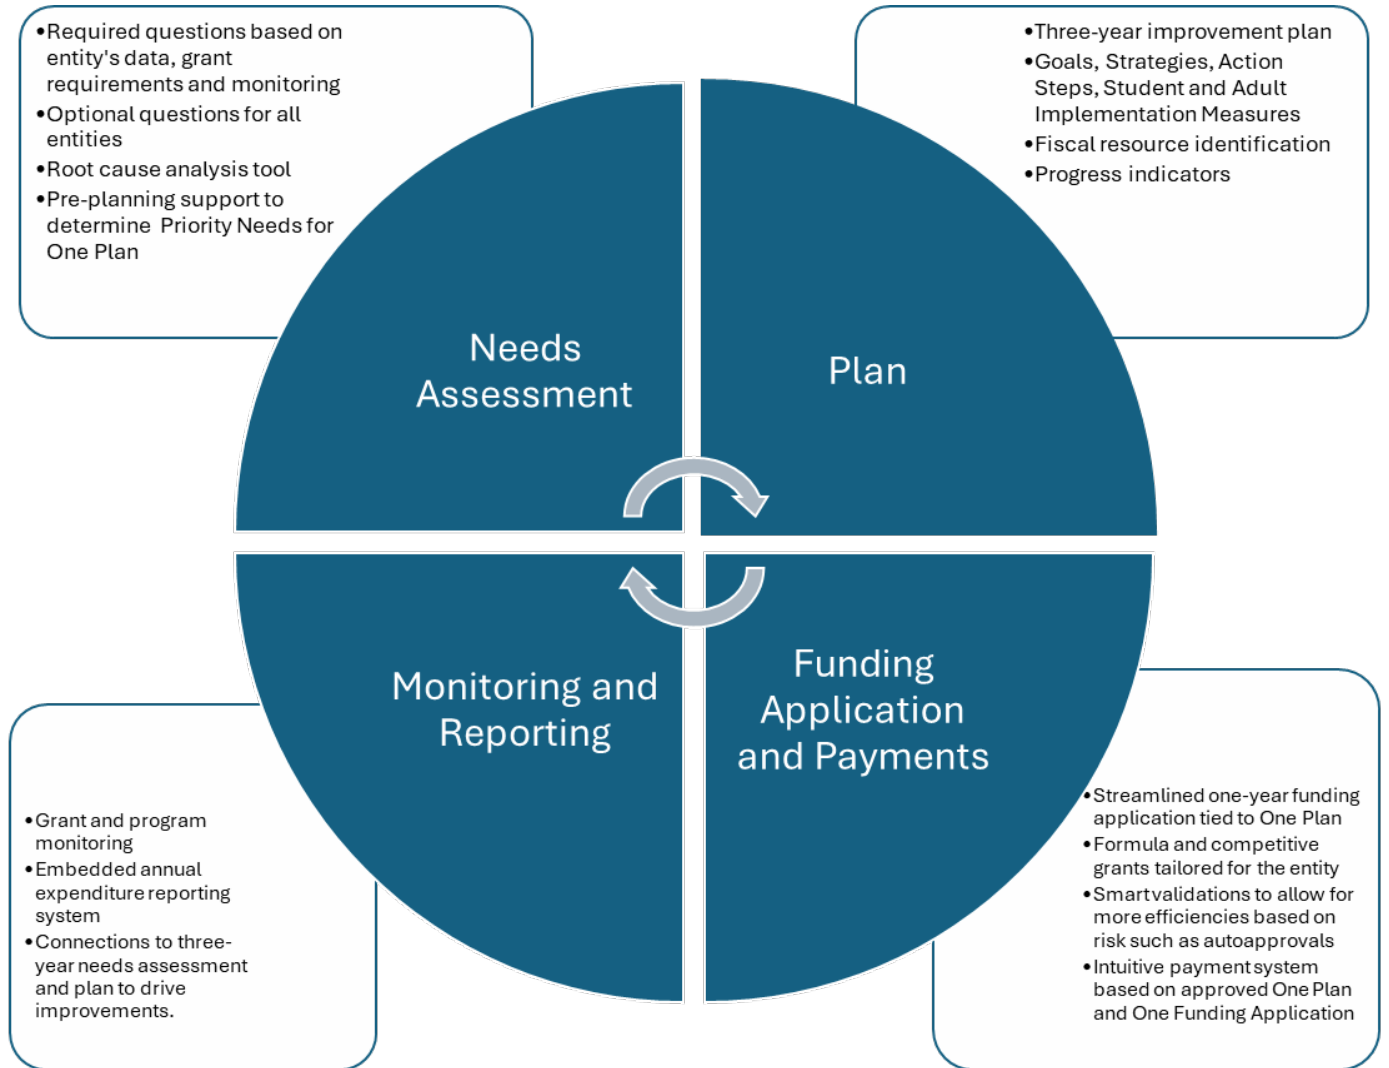 •Required questions based on
entity's data, grant
requirements and monitoring
•Optional questions for all
entities
•Root cause analysis tool
•Pre-planning support to
determine Priority Needs for
One Plan
•Three-year improvement plan
•Goals, Strategies, Action
Steps, Student and Adult
Implementation Measures
•Fiscal resource identification
•Progress indicators
Needs
Assessment
Plan
Monitoring and
Reporting
Funding
Application
and Payments
•Grant and program
monitoring
•Embedded annual
expenditure reporting
system
•Connections to three-
year needs assessment
and plan to drive
improvements.
•Streamlined one-year funding
application tied to One Plan
•Formula and competitive
grants tailored for the entity
•Smart validations to allow for
more efficiencies based on
risk such as autoapprovals
•Intuitive payment system
based on approved One Plan
and One Funding Application